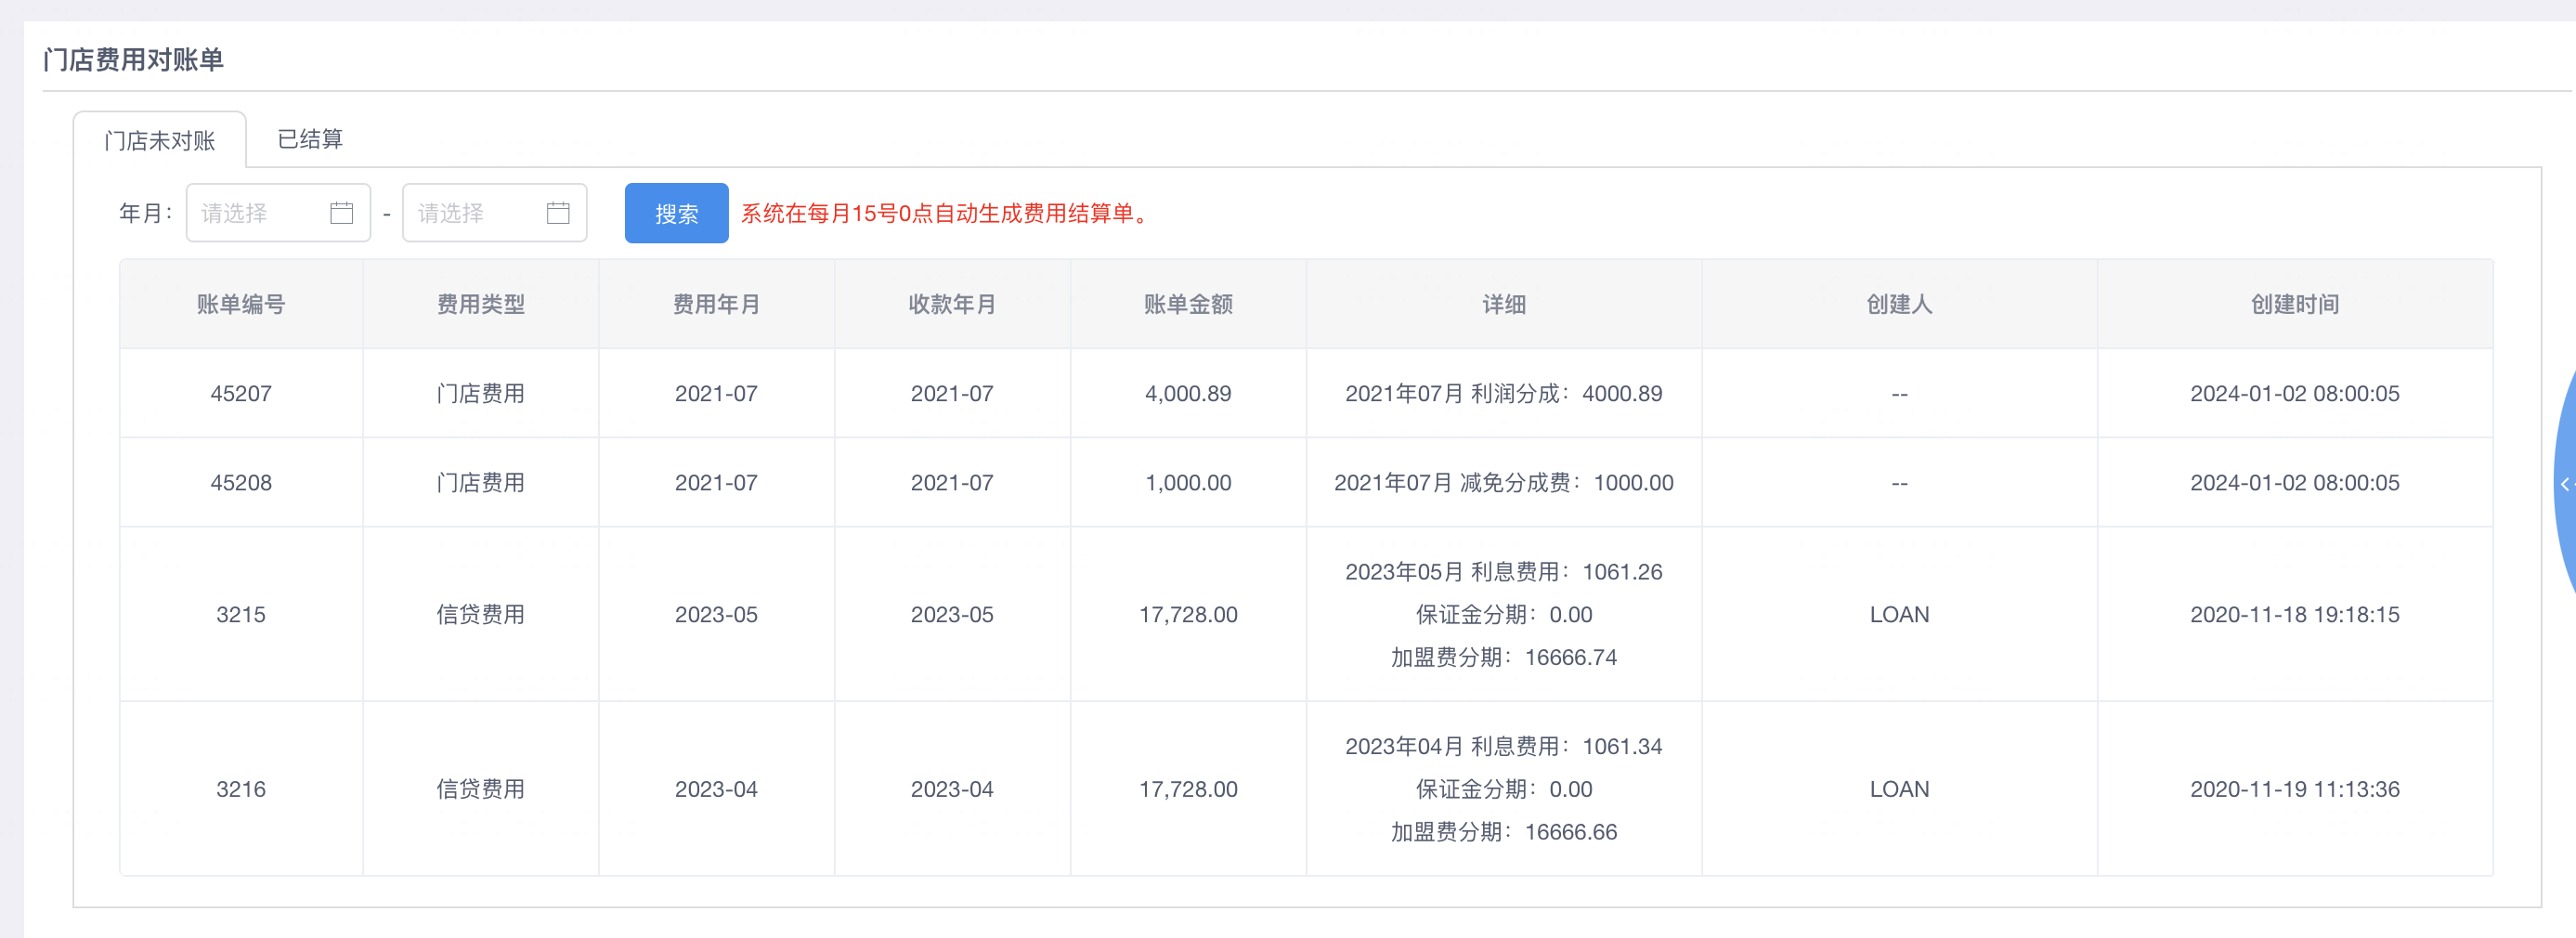 门店费用对账单
门店未对账 已结算
年月： 请选择 - 请选择 搜索 系统在每月15号0点自动生成费用结算单。
账单编号 费用类型 费用年月 收款年月 账单金额 详细 创建人 创建时间
45207 门店费用 2021-07 2021-07 4,000.89 2021年07月 利润分成：4000.89 -- 2024-01-02 08:00:05
45208 门店费用 2021-07 2021-07 1,000.00 2021年07月 减免分成费：1000.00 -- 2024-01-02 08:00:05
2023年05月 利息费用：1061.26
3215 信贷费用 2023-05 2023-05 17,728.00 保证金分期：0.00 LOAN 2020-11-18 19:18:15
加盟费分期：16666.74
2023年04月 利息费用：1061.34
3216 信贷费用 2023-04 2023-04 17,728.00 保证金分期：0.00 LOAN 2020-11-19 11:13:36
加盟费分期：16666.66